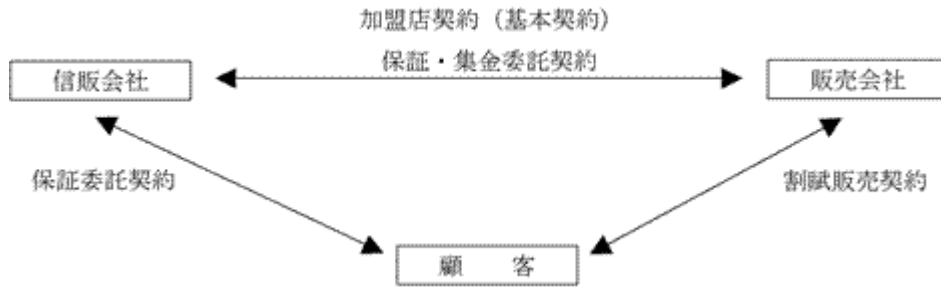 加盟店契約（基本契約）
保証・集金委託契約
信販会社
販売会社
保証委託契約
割賦販売契約
顧　　客